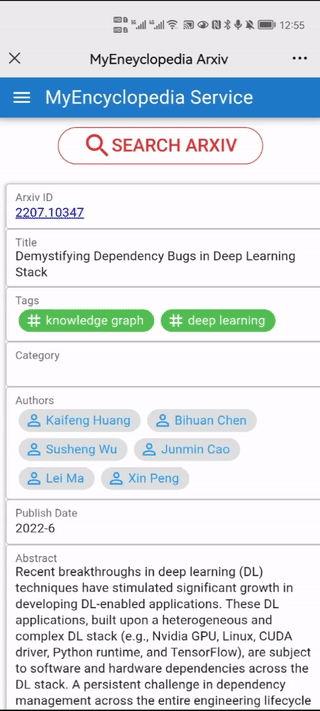 12:55
MyEneyclopedia Arxiv
MyEncyclopedia Service
SEARCH ARXIV
Arxiv ID
2207.10347
Title
Demystifying Dependency Bugs in Deep Learning
Stack
Tags
# knowledge graph # deep learning
Category
Authors
Kaifeng Huang Bihuan Chen
Susheng Wu Junmin Cao
Lei Ma Xin Peng
Publish Date
2022-6
Abstract
Recent breakthroughs in deep learning (DL)
techniques have stimulated significant growth in
developing DL-enabled applications. These DL
applications, built upon a heterogeneous and
complex DL stack (e.g., Nvidia GPU, Linux, CUDA
driver, Python runtime, and TensorFlow), are subject
to software and hardware dependencies across the
DL stack. A persistent challenge in dependency
management across the entire engineering lifecycle